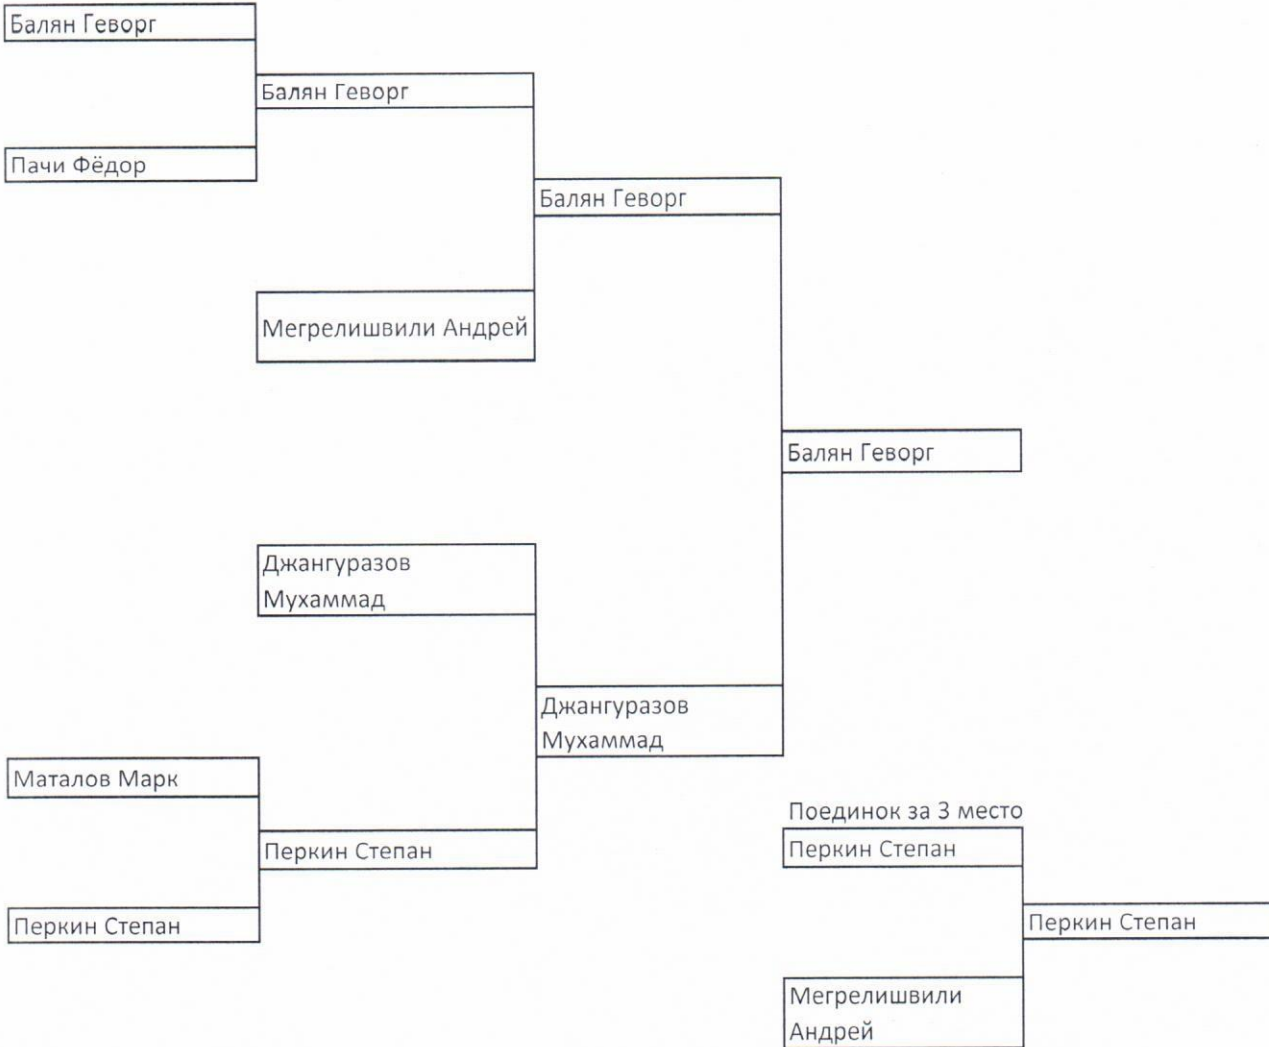 Балян Геворг
Балян Геворг
Пачи Фёдор
Балян Геворг
Мегрелишвили Андрей
Балян Геворг
Джангуразов
Мухаммад
Джангуразов
Мухаммад
Маталов Марк
Поединок за 3 место
Перкин Степан
Перкин Степан
Перкин Степан
Перкин Степан
Мегрелишвили
Андрей